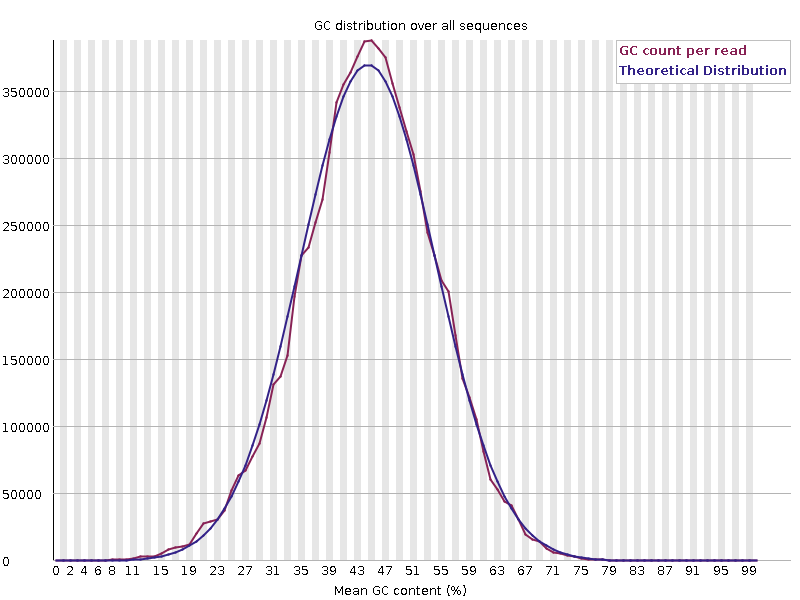 GC distribution over all sequences
GC count per read
Theoretical Distribution
350000
300000
250000
200000
150000
100000
50000
0
0 2 4 6 8 11 15 19 23 27 31 35 39 43 47 51 55 59 63 67 71 75 79 83 87 91 95 99
Mean GC content (%)